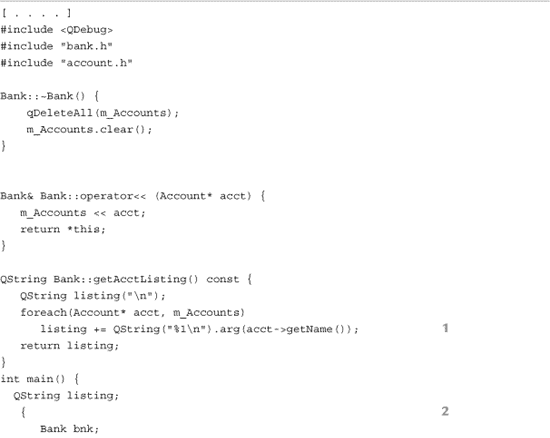 [ . . . . ]
#include <QDebug>
#include "bank.h"
#include "account.h"
Bank::~Bank() {
    qDeleteAll(m_Accounts);
    m_Accounts.clear();
}
Bank& Bank::operator<< (Account* acct) {
   m_Accounts << acct;
   return *this;
}
QString Bank::getAcctListing() const {
   QString listing("\n");
   foreach(Account* acct, m_Accounts)
      listing += QString("%1\n").arg(acct->getName());            1
   return listing;
}
int main() {
  QString listing;
   {                                                              2
      Bank bnk;